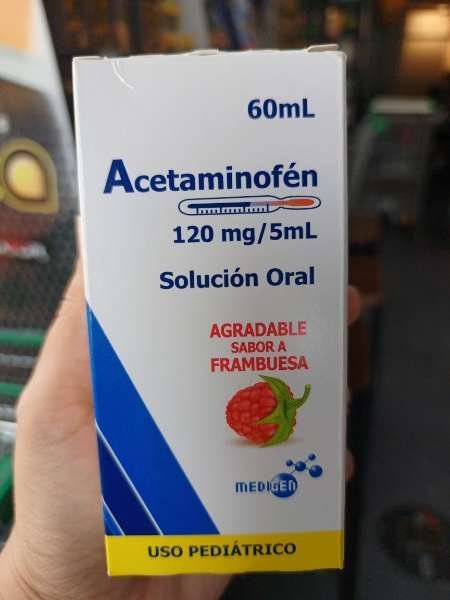 60mL
Acetaminofén
120 mg/5mL
Solución Oral
AGRADABLE
SABOR A
FRAMBUESA
MEDIGEN
USO PEDIÁTRICO